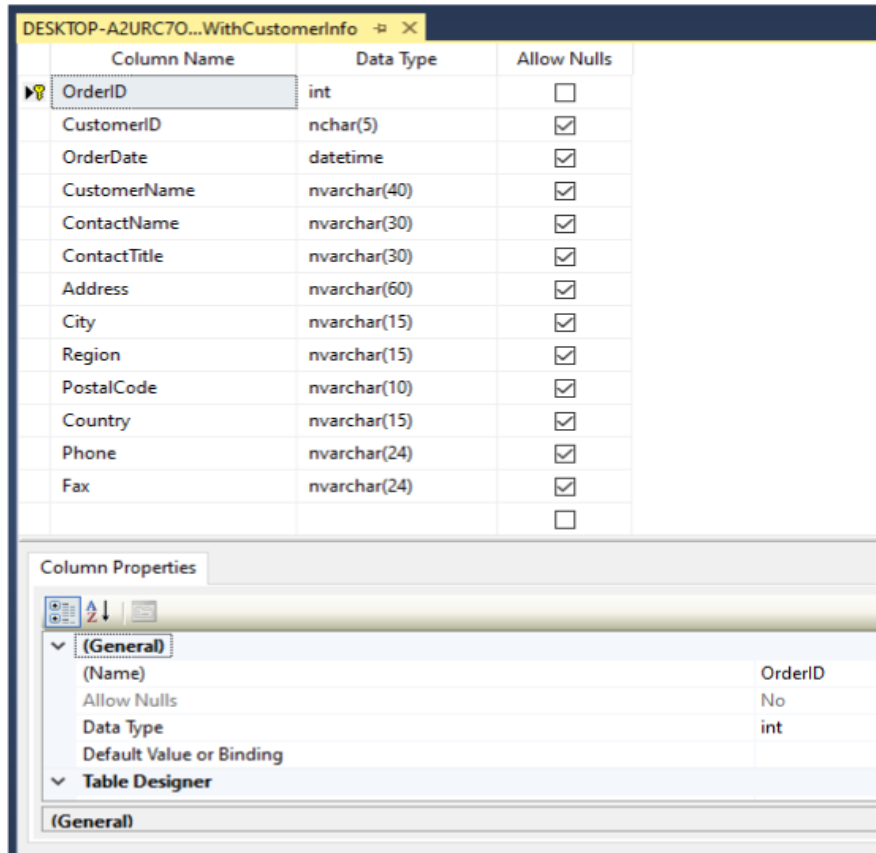 DESKTOP-A2URC7O...WithCustomerInfo
Column Name Data Type Allow Nulls
OrderID int
CustomerID nchar(5)
OrderDate datetime
CustomerName nvarchar(40)
ContactName nvarchar(30)
ContactTitle nvarchar(30)
Address nvarchar(60)
City nvarchar(15)
Region nvarchar(15)
PostalCode nvarchar(10)
Country nvarchar(15)
Phone nvarchar(24)
Fax nvarchar(24)
Column Properties
(General)
(Name) OrderID
Allow Nulls No
Data Type int
Default Value or Binding
Table Designer
(General)